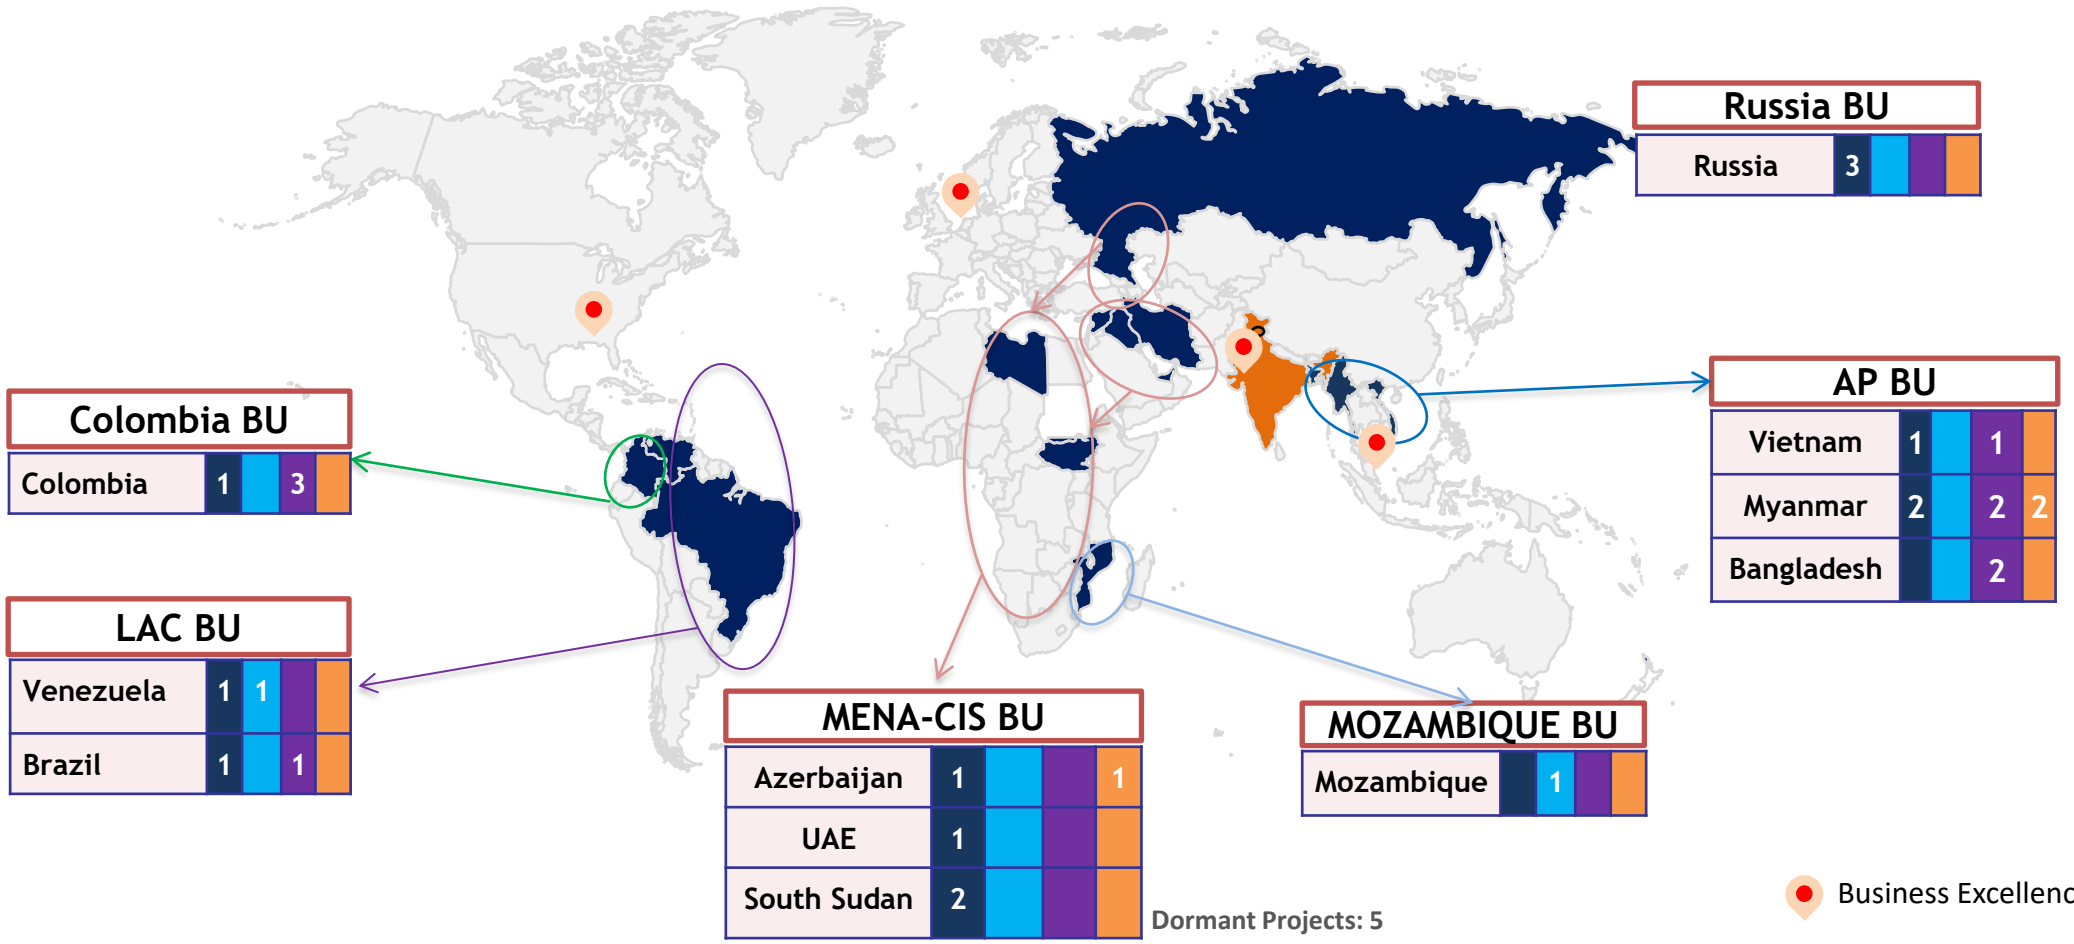 Russia BU
Russia 3
Colombia BU
Colombia 1 3
AP BU
Vietnam 1 1
Myanmar 2 2 2
Bangladesh 2
LAC BU
Venezuela 1 1
Brazil 1 1
MENA-CIS BU
Azerbaijan 1 1
UAE 1
South Sudan 2
MOZAMBIQUE BU
Mozambique 1
Dormant Projects: 5
Business Excellenc